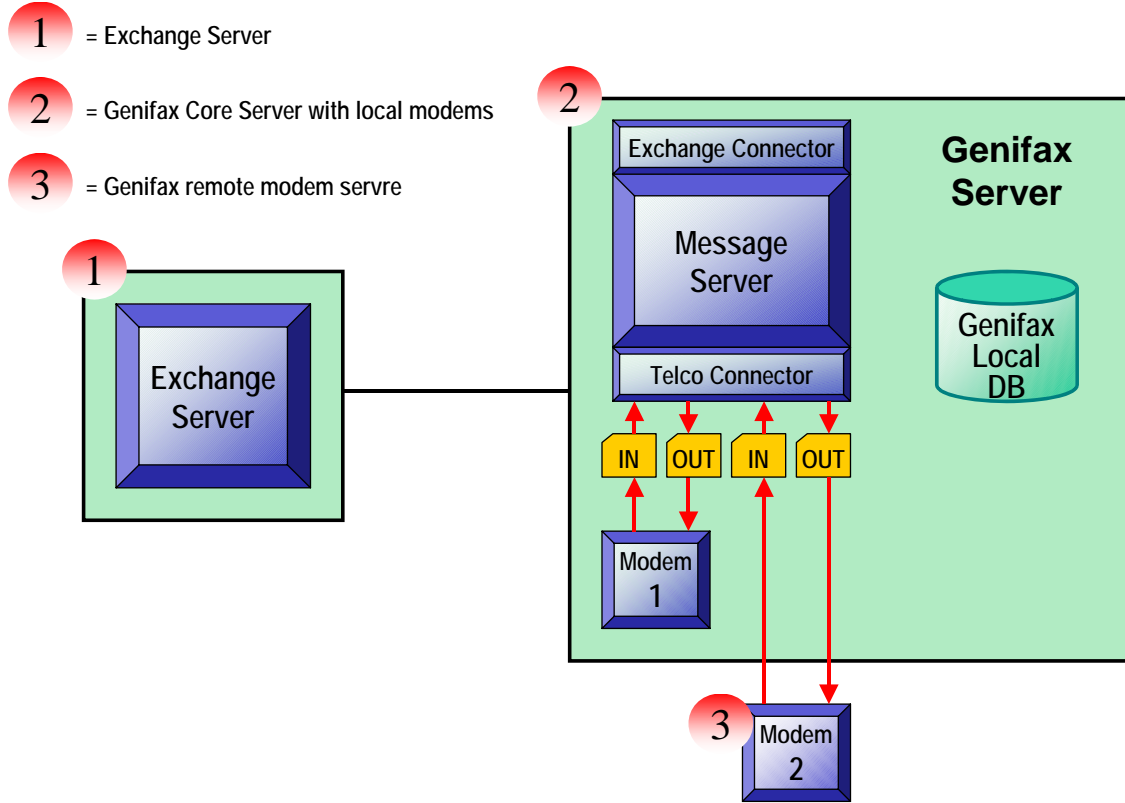 1 = Exchange Server
2 = Genifax Core Server with local modems
3 = Genifax remote modem servre
1
Exchange
Server
2
Exchange Connector
Message
Server
Telco Connector
Genifax
Server
Genifax
Local
DB
IN OUT IN OUT
Modem
1
3
Modem
2